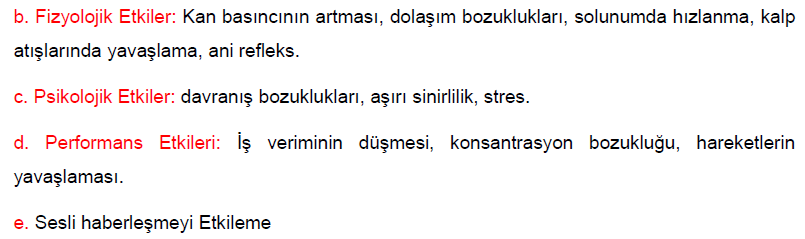 b. Fizyolojik Etkiler: Kan basıncının artması, dolaşım bozuklukları, solunumda hızlanma, kalp
atışlarında yavaşlama, ani refleks.
c. Psikolojik Etkiler: davranış bozuklukları, aşırı sinirlilik, stres.
d. Performans Etkileri: İş veriminin düşmesi, konsantrasyon bozukluğu, hareketlerin
yavaşlaması.
e. Sesli haberleşmeyi Etkileme